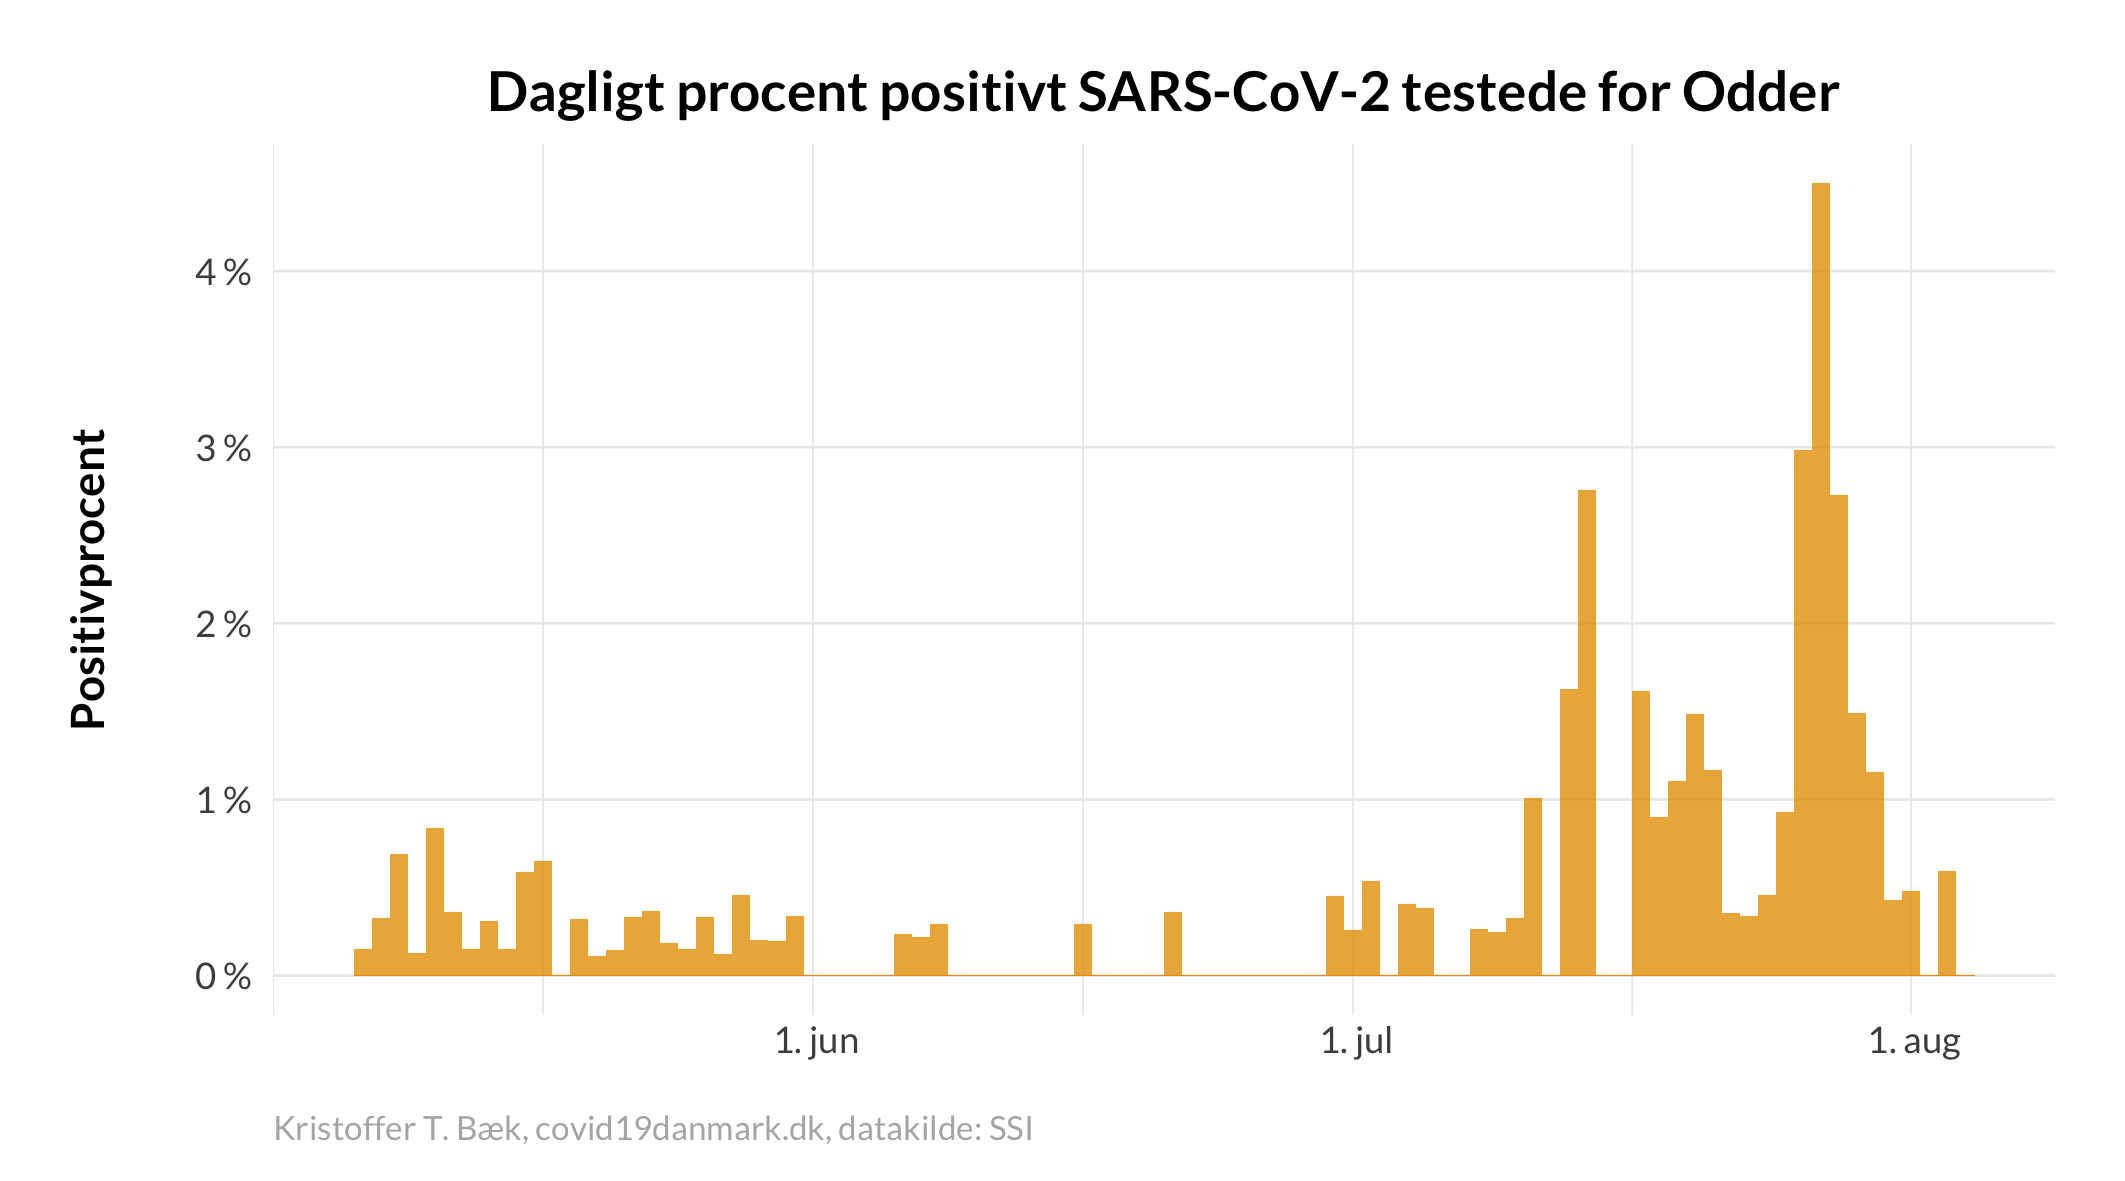 Dagligt procent positivt SARS-CoV-2 testede for Odder
Positivprocent
4 %
3 %
2 %
1 %
0 %
1. jun
1. jul
1. aug
Kristoffer T. Bæk, covid19danmark.dk, datakilde: SSI